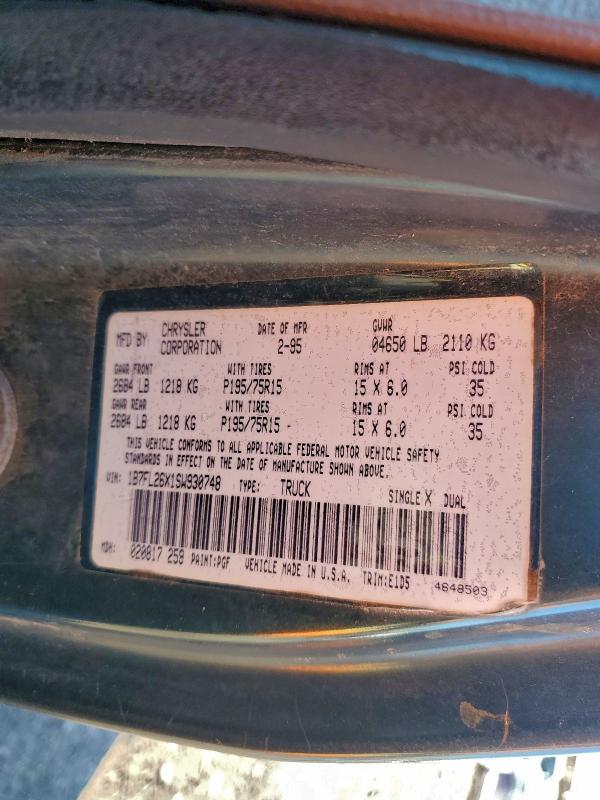 MFD BY CHRYSLER CORPORATION DATE OF MFR 2-95 GVWR 04650 LB 2110 KG
GAWR FRONT WITH TIRES RIMS AT PSI COLD
2684 LB 1218 KG P195/75R15 15 X 6.0 35
GAWR REAR WITH TIRES RIMS AT PSI COLD
2684 LB 1218 KG P195/75R15 - 15 X 6.0 35
THIS VEHICLE CONFORMS TO ALL APPLICABLE FEDERAL MOTOR VEHICLE SAFETY
STANDARDS IN EFFECT ON THE DATE OF MANUFACTURE SHOWN ABOVE.
VIN: 1B7FL26X1SW930748 TYPE: TRUCK SINGLE X DUAL
MDH: 020817 259 PAINT:PGF VEHICLE MADE IN U.S.A. TRIM:E1D5 4648503